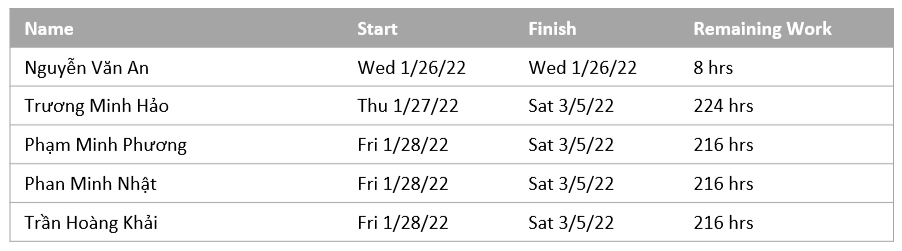 Name Start Finish Remaining Work
Nguyễn Văn An Wed 1/26/22 Wed 1/26/22 8 hrs
Trương Minh Hảo Thu 1/27/22 Sat 3/5/22 224 hrs
Phạm Minh Phương Fri 1/28/22 Sat 3/5/22 216 hrs
Phan Minh Nhật Fri 1/28/22 Sat 3/5/22 216 hrs
Trần Hoàng Khải Fri 1/28/22 Sat 3/5/22 216 hrs